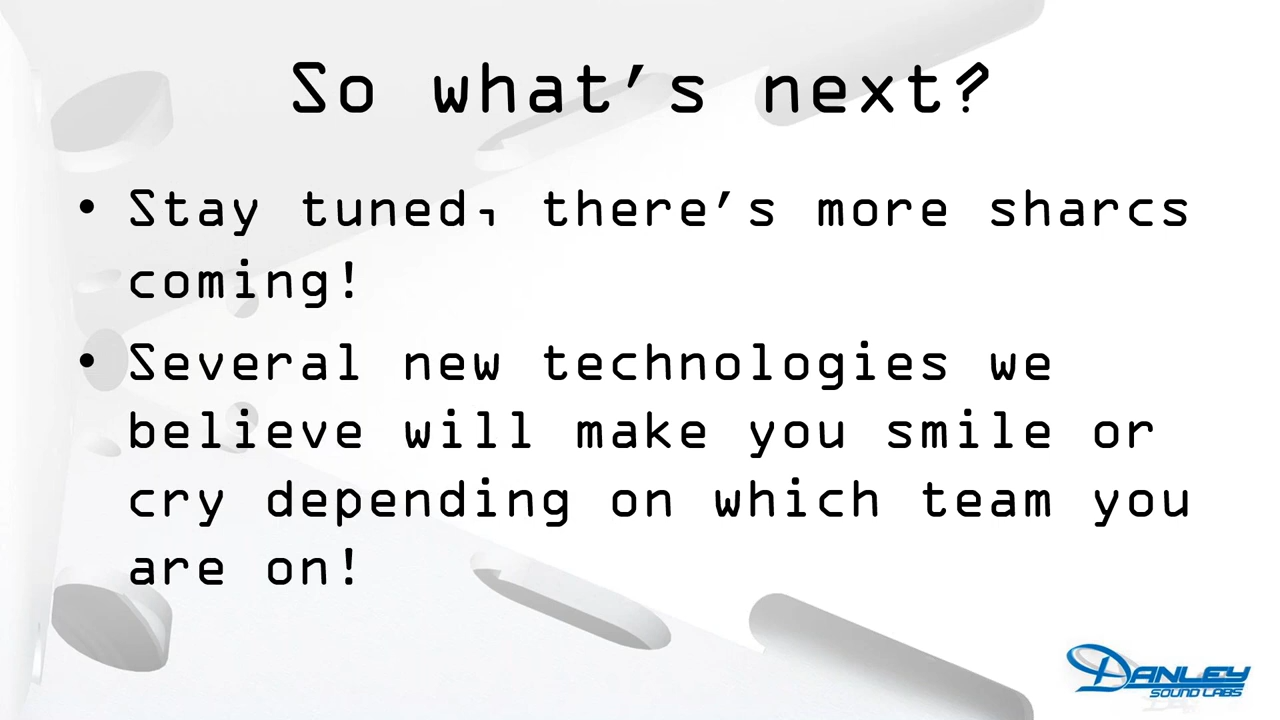 So what’s next?
• Stay tuned, there’s more sharcs
coming!
• Several new technologies we
believe will make you smile or
cry depending on which team you
are on!
DANLEY
SOUND LABS